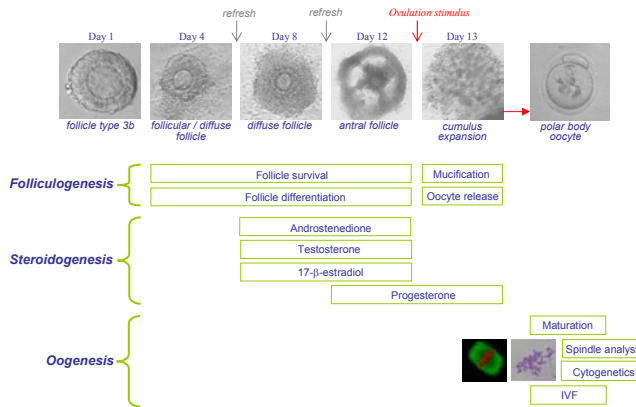 refresh
refresh
Ovulation stimulus
Day 1
Day 4
Day 8
Day 12
Day 13
follicle type 3b
follicular / diffuse
follicle
diffuse follicle
antral follicle
cumulus
expansion
polar body
oocyte
Folliculogenesis
Follicle survival
Mucification
Follicle differentiation
Oocyte release
Steroidogenesis
Androstenedione
Testosterone
17-β-estradiol
Progesterone
Oogenesis
Maturation
Spindle analysis
Cytogenetics
IVF